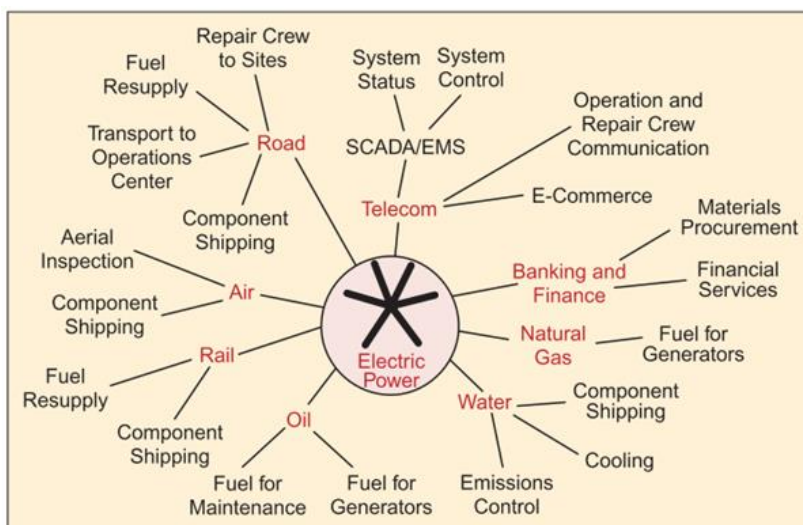 Repair Crew
to Sites
Fuel
Resupply
Transport to
Operations
Center
Road
Component
Shipping
System
Status
System
Control
SCADA/EMS
Operation and
Repair Crew
Communication
Telecom
E-Commerce
Materials
Procurement
Banking and
Finance
Financial
Services
Aerial
Inspection
Air
Component
Shipping
Natural
Gas
Fuel for
Generators
Electric
Power
Rail
Fuel
Resupply
Component
Shipping
Water
Component
Shipping
Cooling
Emissions
Control
Oil
Fuel for
Maintenance
Fuel for
Generators